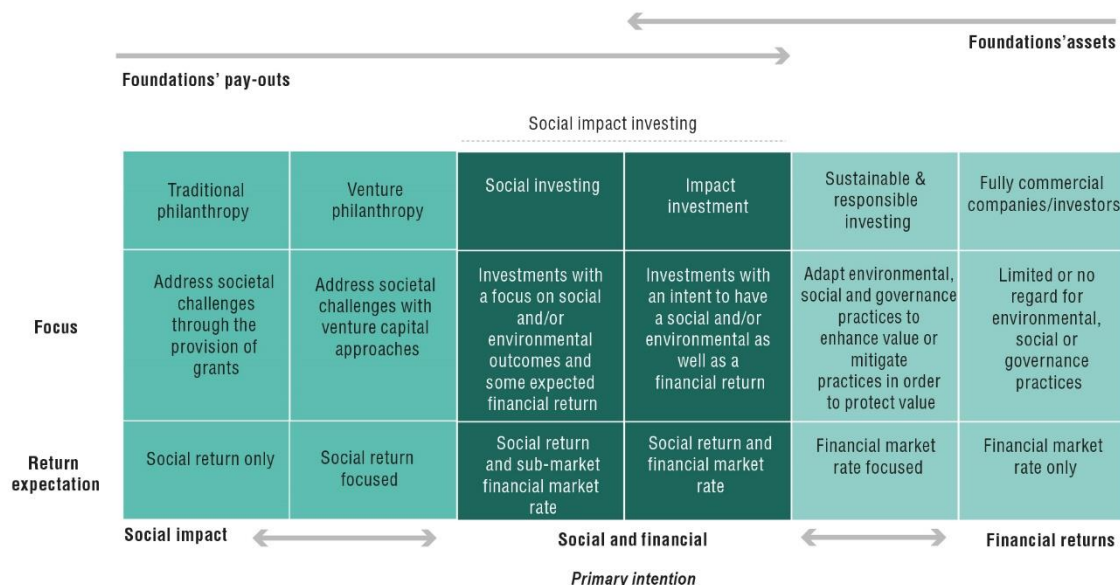 Foundations'assets
Foundations' pay-outs
Social impact investing
Traditional
philanthropy
Venture
philanthropy
Social investing
Impact
investment
Sustainable &
responsible
investing
Fully commercial
companies/investors
Focus
Address societal
challenges
through the
provision of
grants
Address societal
challenges with
venture capital
approaches
Investments with
a focus on social
and/or
environmental
outcomes and
some expected
financial return
Investments with
an intent to have
a social and/or
environmental as
well as a
financial return
Adapt environmental,
social and governance
practices to
enhance value or
mitigate
practices in order
to protect value
Limited or no
regard for
environmental,
social or
governance
practices
Return
expectation
Social return only
Social return
focused
Social return
and sub-market
financial market
rate
Social return and
financial market
rate
Financial market
rate focused
Financial market
rate only
Social impact
Social and financial
Financial returns
Primary intention